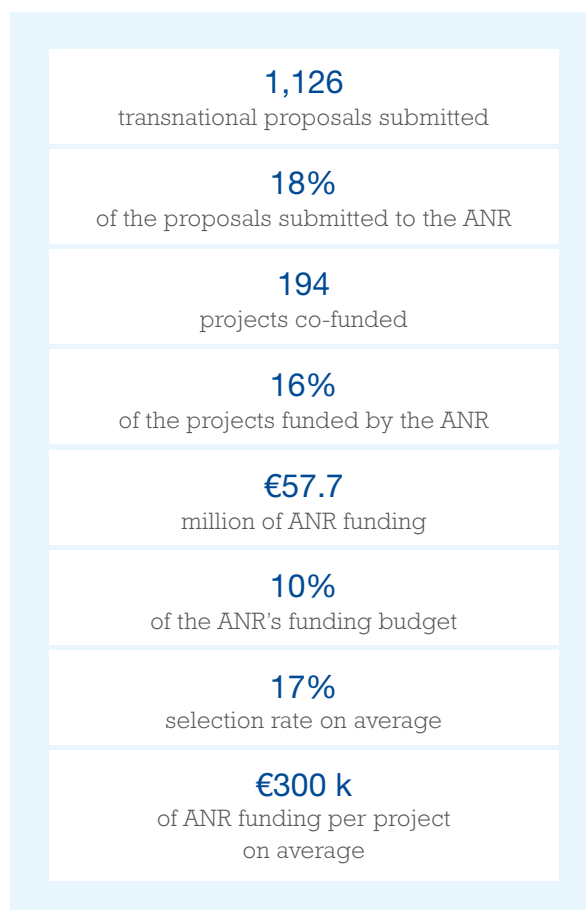 1,126
transnational proposals submitted
18%
of the proposals submitted to the ANR
194
projects co-funded
16%
of the projects funded by the ANR
€57.7
million of ANR funding
10%
of the ANR's funding budget
17%
selection rate on average
€300 k
of ANR funding per project
on average